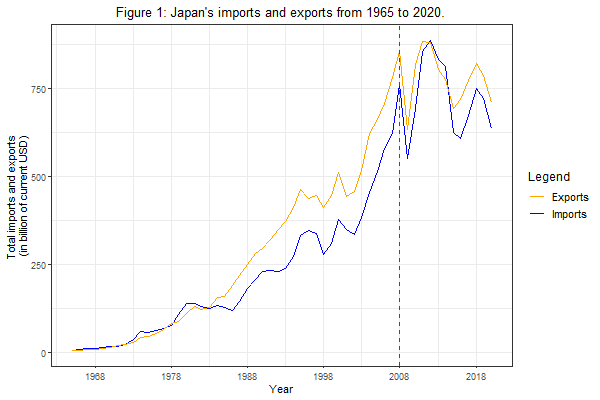 Figure 1: Japan's imports and exports from 1965 to 2020.
Total imports and exports
(in billion of current USD)
750
500
250
0
1968
1978
1988
1998
2008
2018
Year
Legend
Exports
Imports